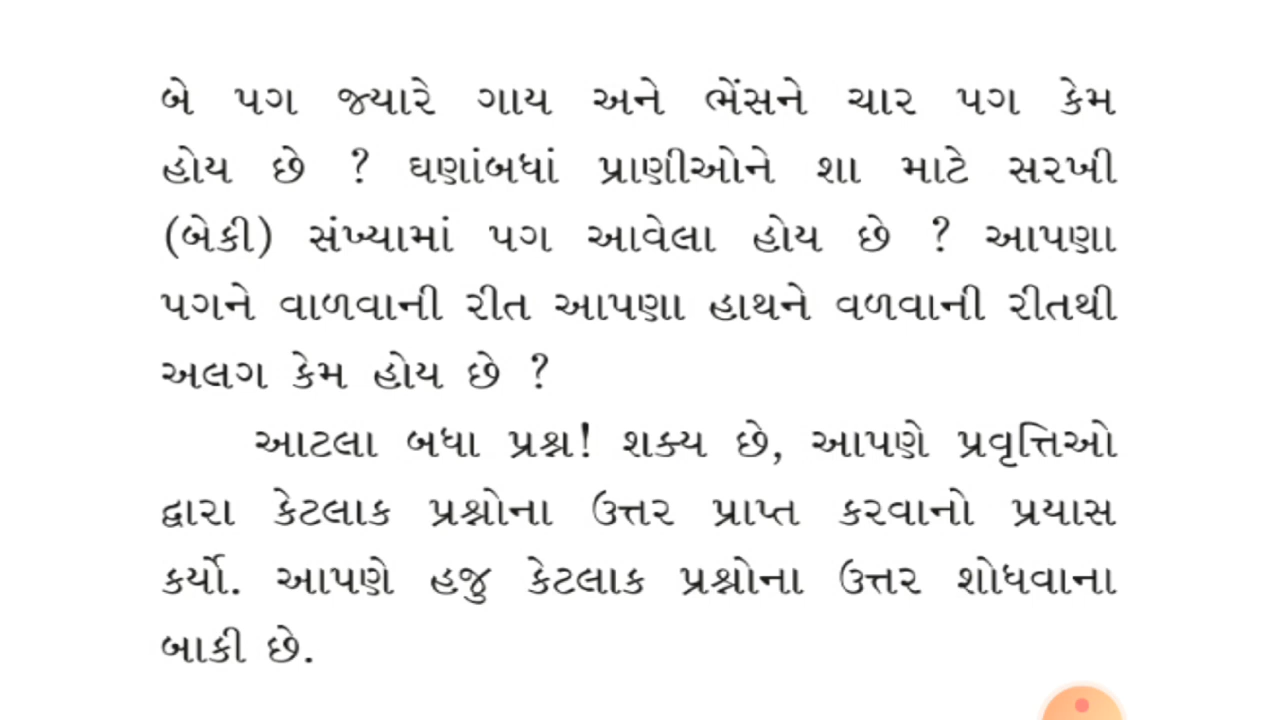 બે પગ જ્યારે ગાય અને ભેંસને ચાર પગ કેમ
હોય છે ? ઘણાંબધાં પ્રાણીઓને શા માટે સરખી
(બેકી) સંખ્યામાં પગ આવેલા હોય છે ? આપણા
પગને વાળવાની રીત આપણા હાથને વળવાની રીતથી
અલગ કેમ હોય છે ?
આટલા બધા પ્રશ્ન! શક્ય છે, આપણે પ્રવૃત્તિઓ
દ્વારા કેટલાક પ્રશ્નોના ઉત્તર પ્રાપ્ત કરવાનો પ્રયાસ
કર્યો. આપણે હજુ કેટલાક પ્રશ્નોના ઉત્તર શોધવાના
બાકી છે.